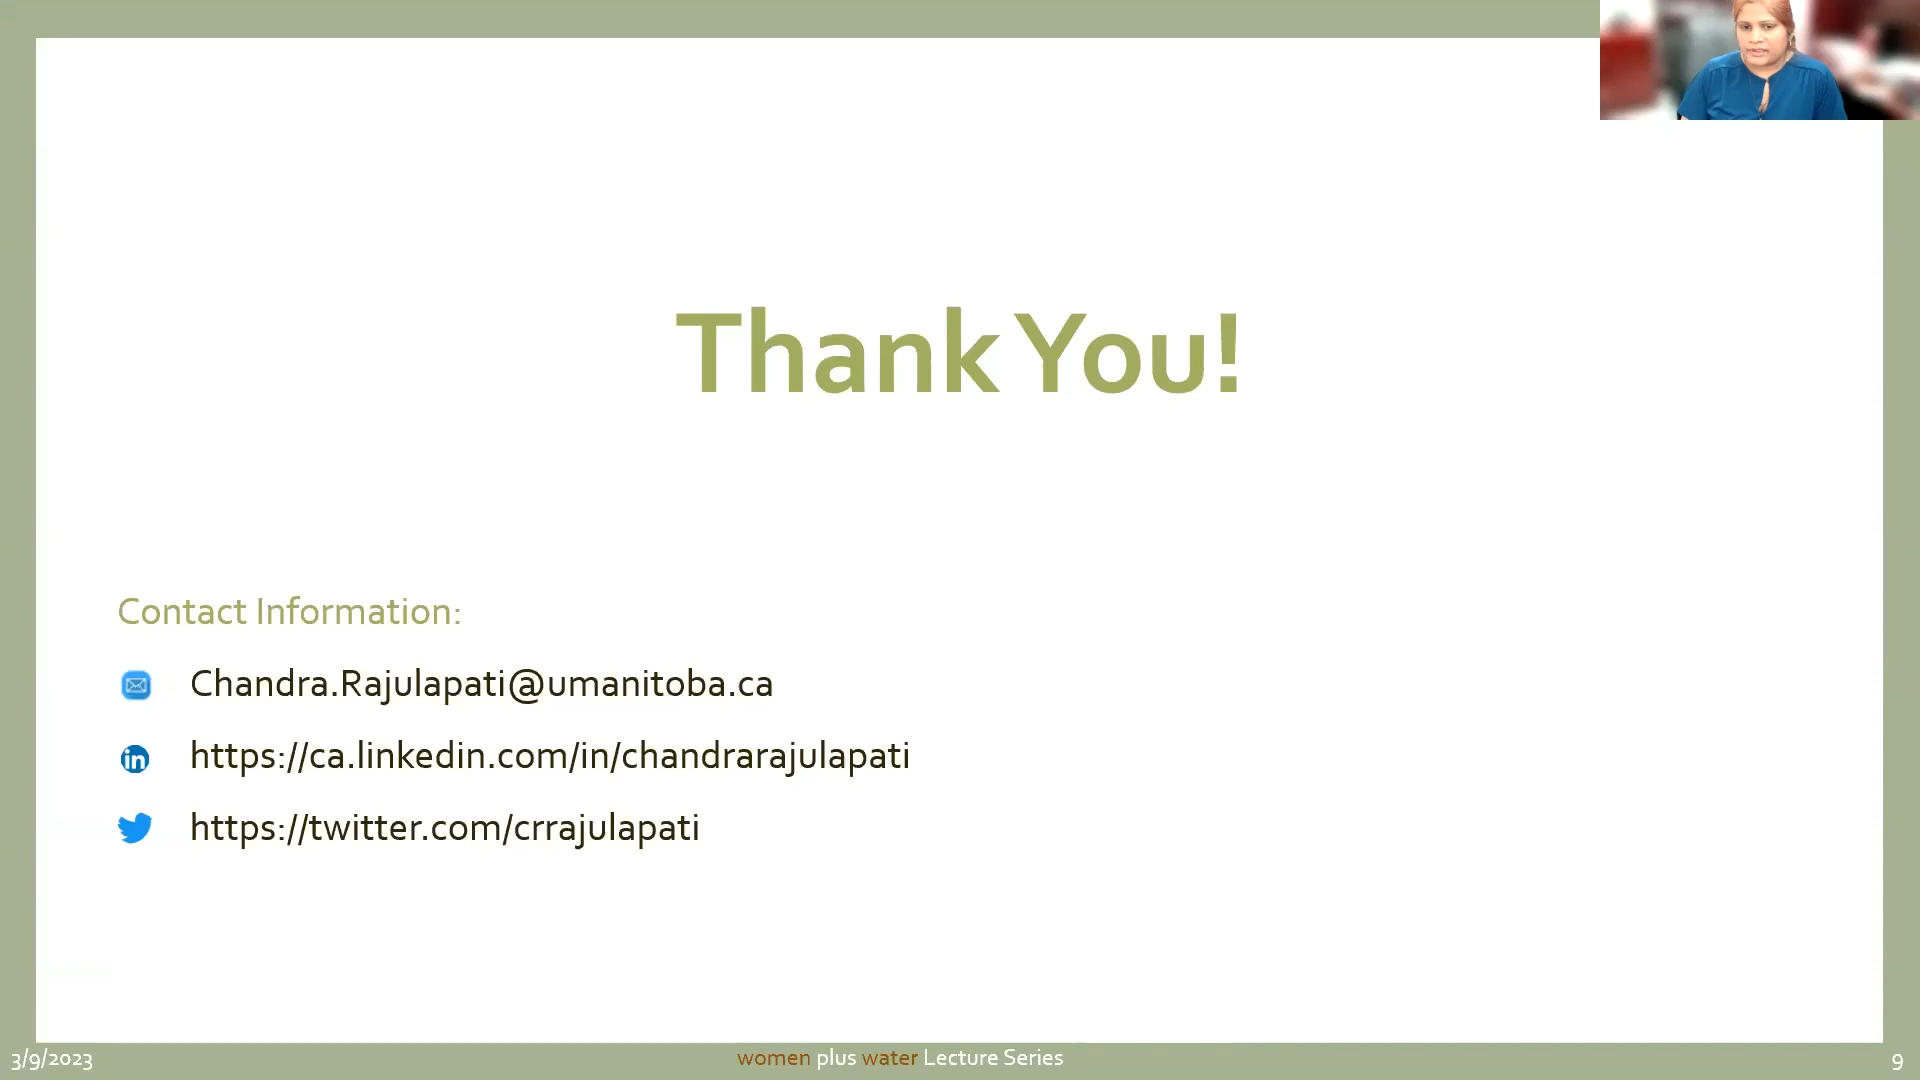 Thank You!
Contact Information:
Chandra.Rajulapati@umanitoba.ca
in
https://ca.linkedin.com/in/chandrarajulapati
https://twitter.com/crrajulapati
3/9/2023
women plus water Lecture Series
9